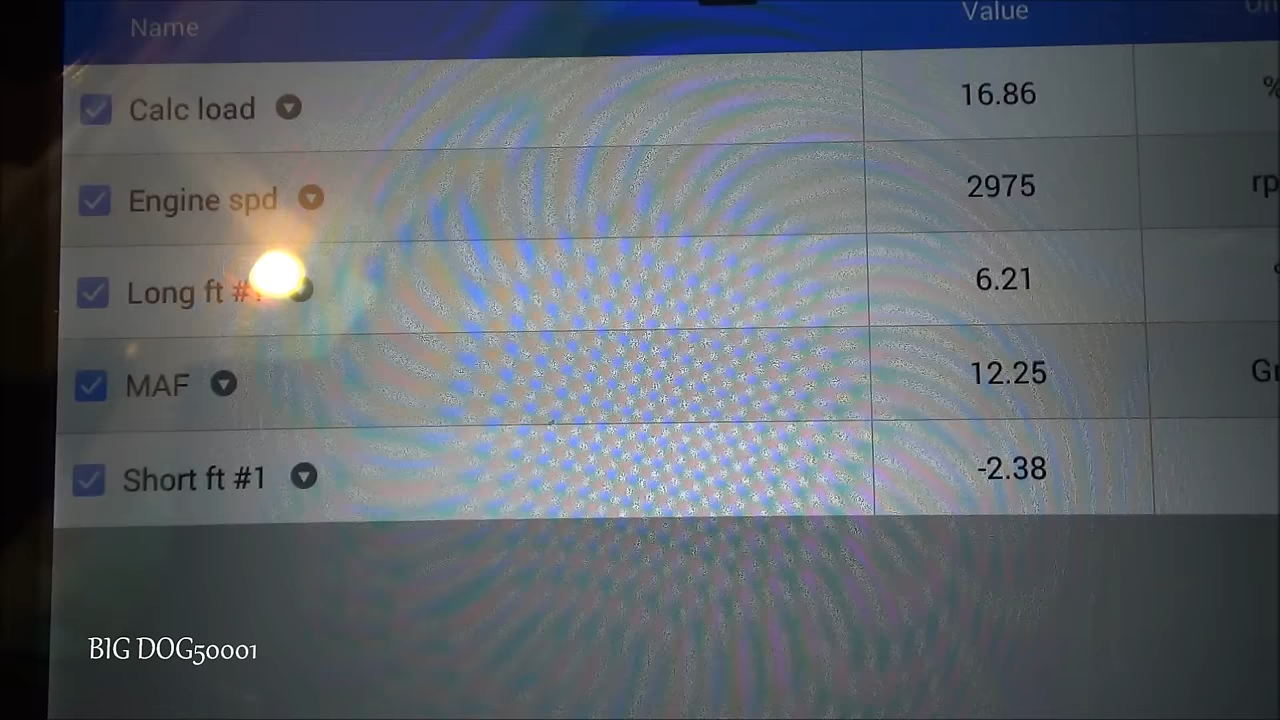 Name Value
Calc load 16.86 %
Engine spd 2975
Long ft # 6.21
MAF 12.25
Short ft #1 -2.38
BIG DOG50001